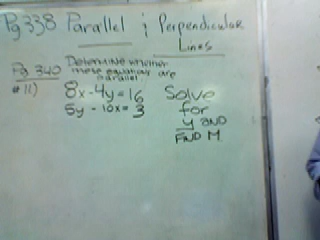 Pg 338 Parallel & Perpendicular
Lines
Pg 340 Determine whether
these equations are
parallel
#11) 8x-4y=16 Solve
5y-10x=3 for
y AND
FIND M